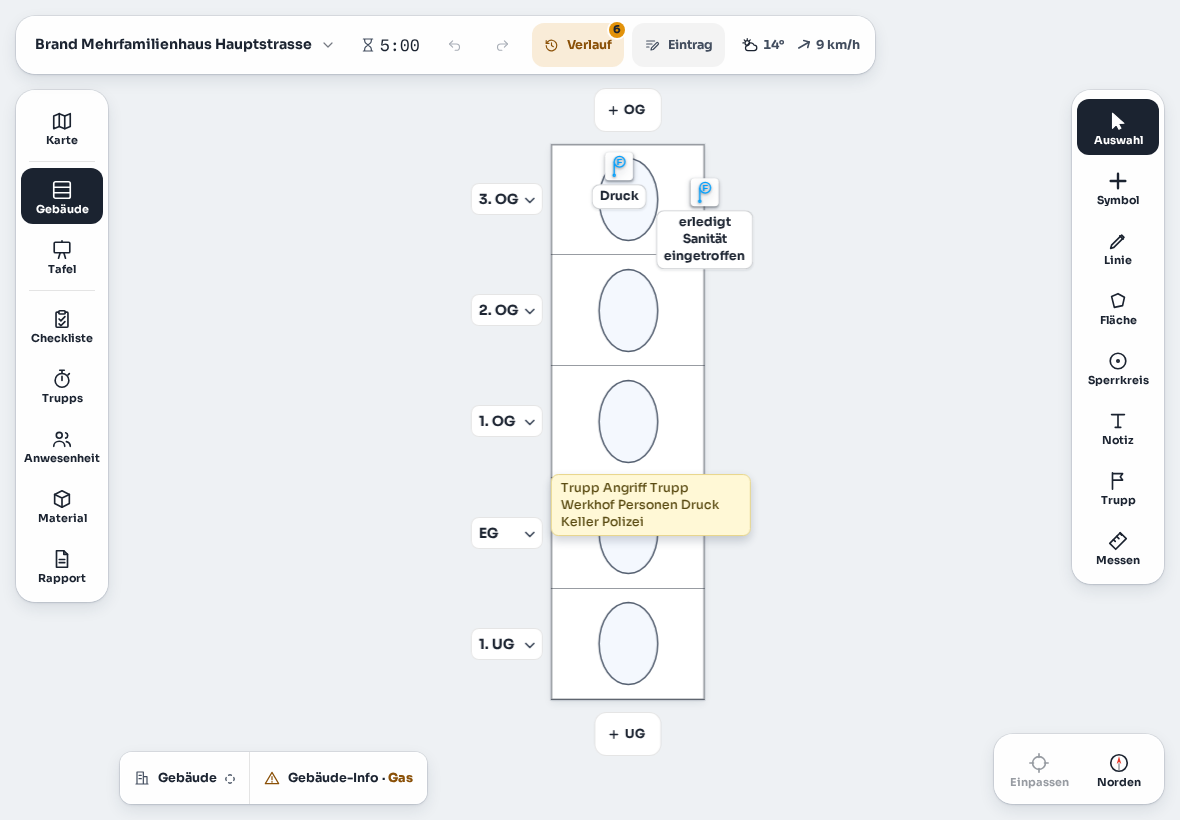 Brand Mehrfamilienhaus Hauptstrasse
5:00
Verlauf
6
Eintrag
14°
9 km/h
Karte
Gebäude
Tafel
Checkliste
Trupps
Anwesenheit
Material
Rapport
+ OG
3. OG
F
Druck
F
erledigt
Sanität
eingetroffen
2. OG
1. OG
Trupp Angriff Trupp
Werkhof Personen Druck
Keller Polizei
EG
1. UG
+ UG
Auswahl
Symbol
Linie
Fläche
Sperrkreis
Notiz
Trupp
Messen
Gebäude
Gebäude-Info · Gas
Einpassen
Norden